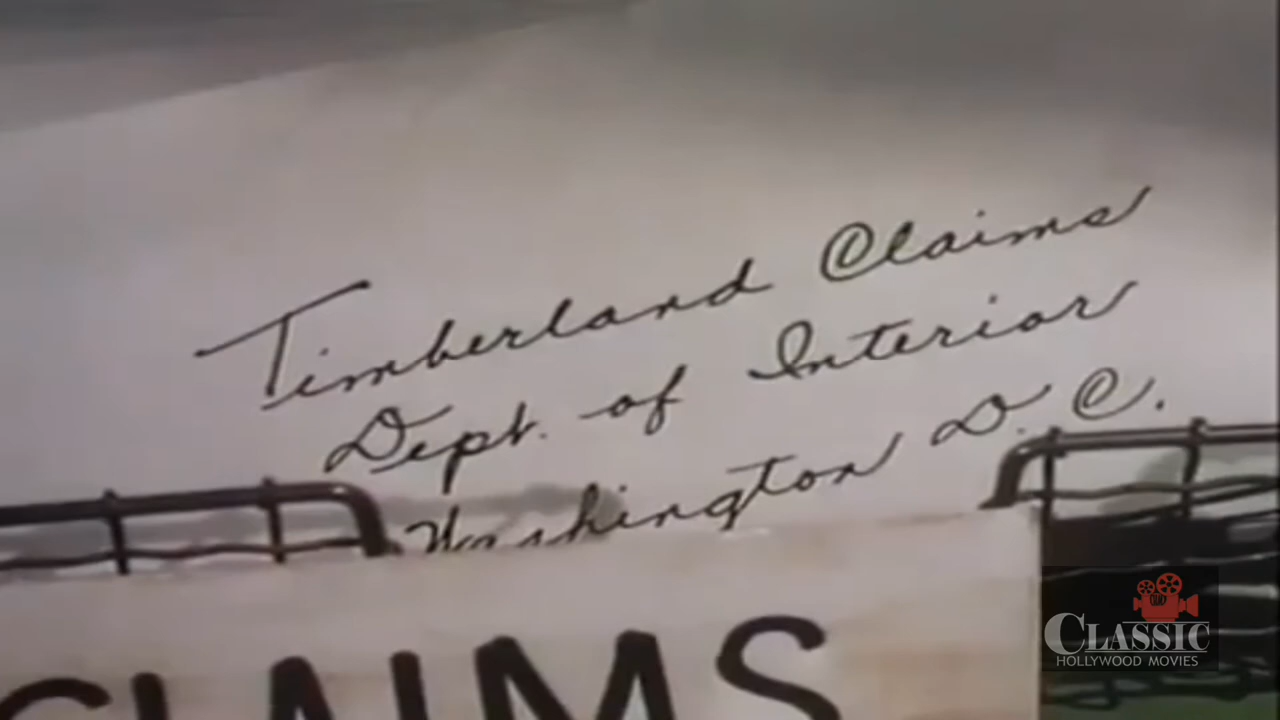 Timberland Claims
Dept. of Interior
Washington D.C.
CLAIMS
CLASSIC
HOLLYWOOD MOVIES